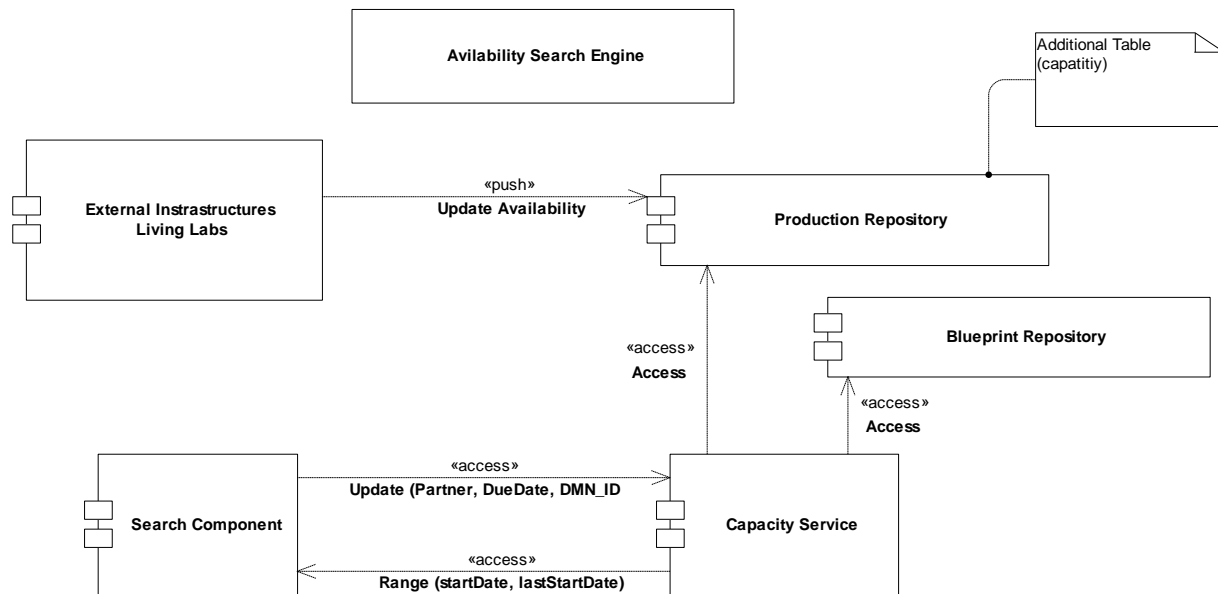 Avilability Search Engine
Additional Table
(capatitiy)
«push»
Update Availability
External Instrastructures
Living Labs
Production Repository
Blueprint Repository
«access»
Access
«access»
Access
«access»
Update (Partner, DueDate, DMN_ID
Search Component
Capacity Service
«access»
Range (startDate, lastStartDate)